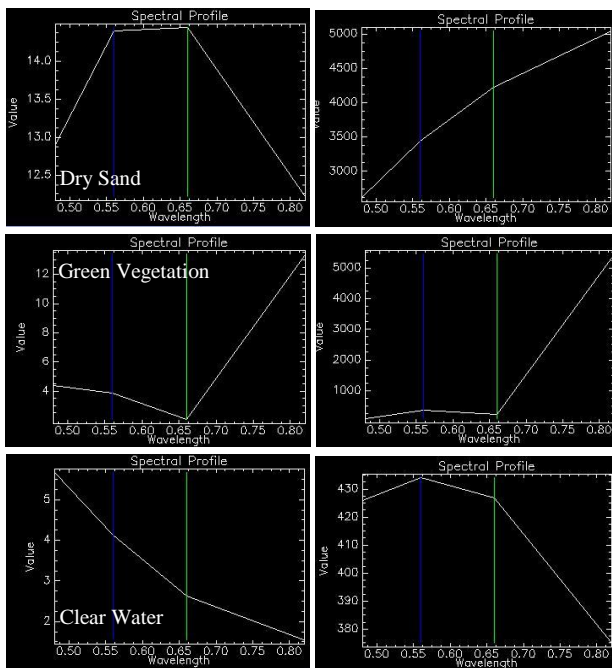 Spectral Profile
14.0
13.5
13.0
12.5
Value
Dry Sand
0.50 0.55 0.60 0.65 0.70 0.75 0.80
Wavelength
Spectral Profile
5000
4500
4000
3500
3000
Value
0.50 0.55 0.60 0.65 0.70 0.75 0.80
Wavelength
Spectral Profile
Green Vegetation
12
10
8
6
4
Value
0.50 0.55 0.60 0.65 0.70 0.75 0.80
Wavelength
Spectral Profile
5000
4000
3000
2000
1000
Value
0.50 0.55 0.60 0.65 0.70 0.75 0.80
Wavelength
Spectral Profile
5
4
3
2
Value
Clear Water
0.50 0.55 0.60 0.65 0.70 0.75 0.80
Wavelength
Spectral Profile
430
420
410
400
390
380
Value
0.50 0.55 0.60 0.65 0.70 0.75 0.80
Wavelength